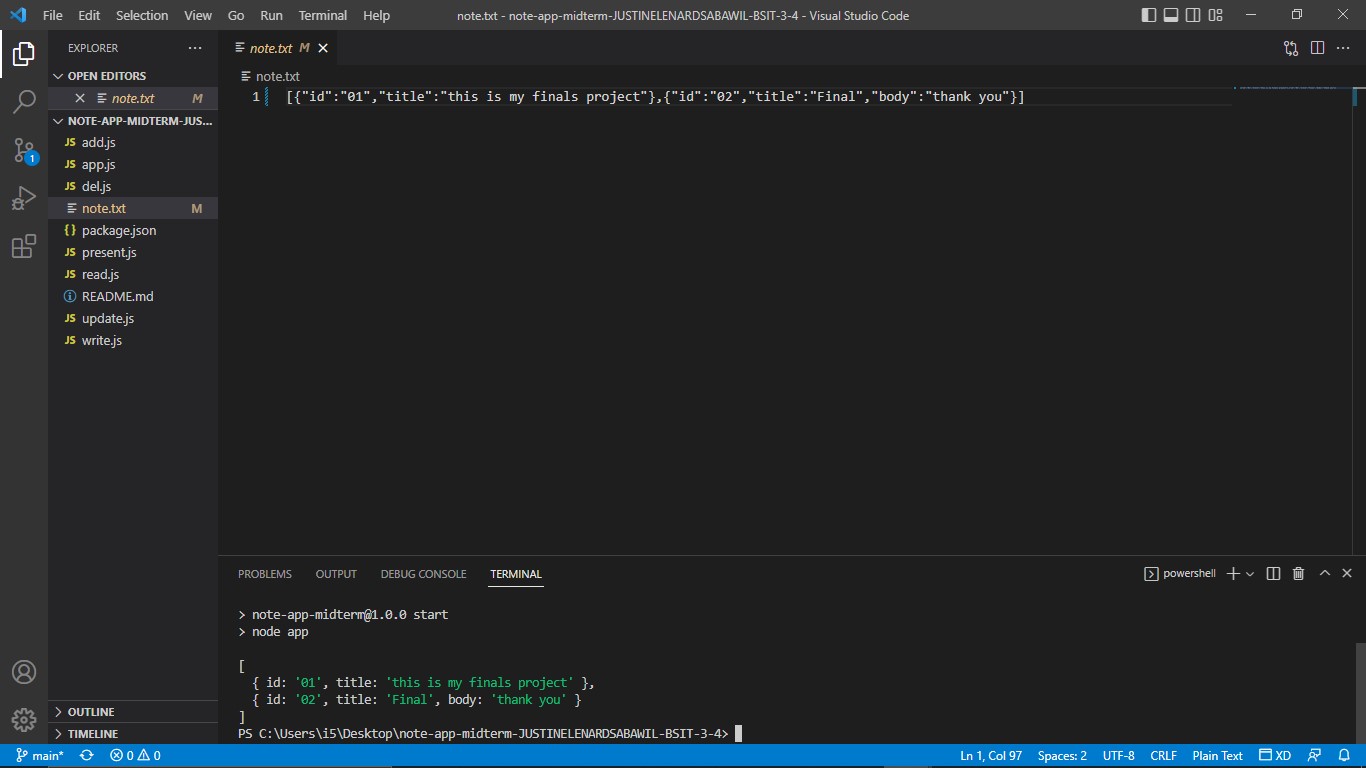 File Edit Selection View Go Run Terminal Help note.txt - note-app-midterm-JUSTINELENARDSABAWIL-BSIT-3-4 - Visual Studio Code
EXPLORER
OPEN EDITORS
note.txt M
NOTE-APP-MIDTERM-JUS...
JS add.js
JS app.js
JS del.js
note.txt M
{} package.json
JS present.js
JS read.js
README.md
JS update.js
JS write.js
OUTLINE
TIMELINE
1
note.txt M
note.txt
1 [{"id":"01","title":"this is my finals project"},{"id":"02","title":"Final","body":"thank you"}]
PROBLEMS OUTPUT DEBUG CONSOLE TERMINAL powershell
> note-app-midterm@1.0.0 start
> node app
[
{ id: '01', title: 'this is my finals project' },
{ id: '02', title: 'Final', body: 'thank you' }
]
PS C:\Users\i5\Desktop\note-app-midterm-JUSTINELENARDSABAWIL-BSIT-3-4>
main* 0 0 Ln 1, Col 97 Spaces: 2 UTF-8 CRLF Plain Text XD